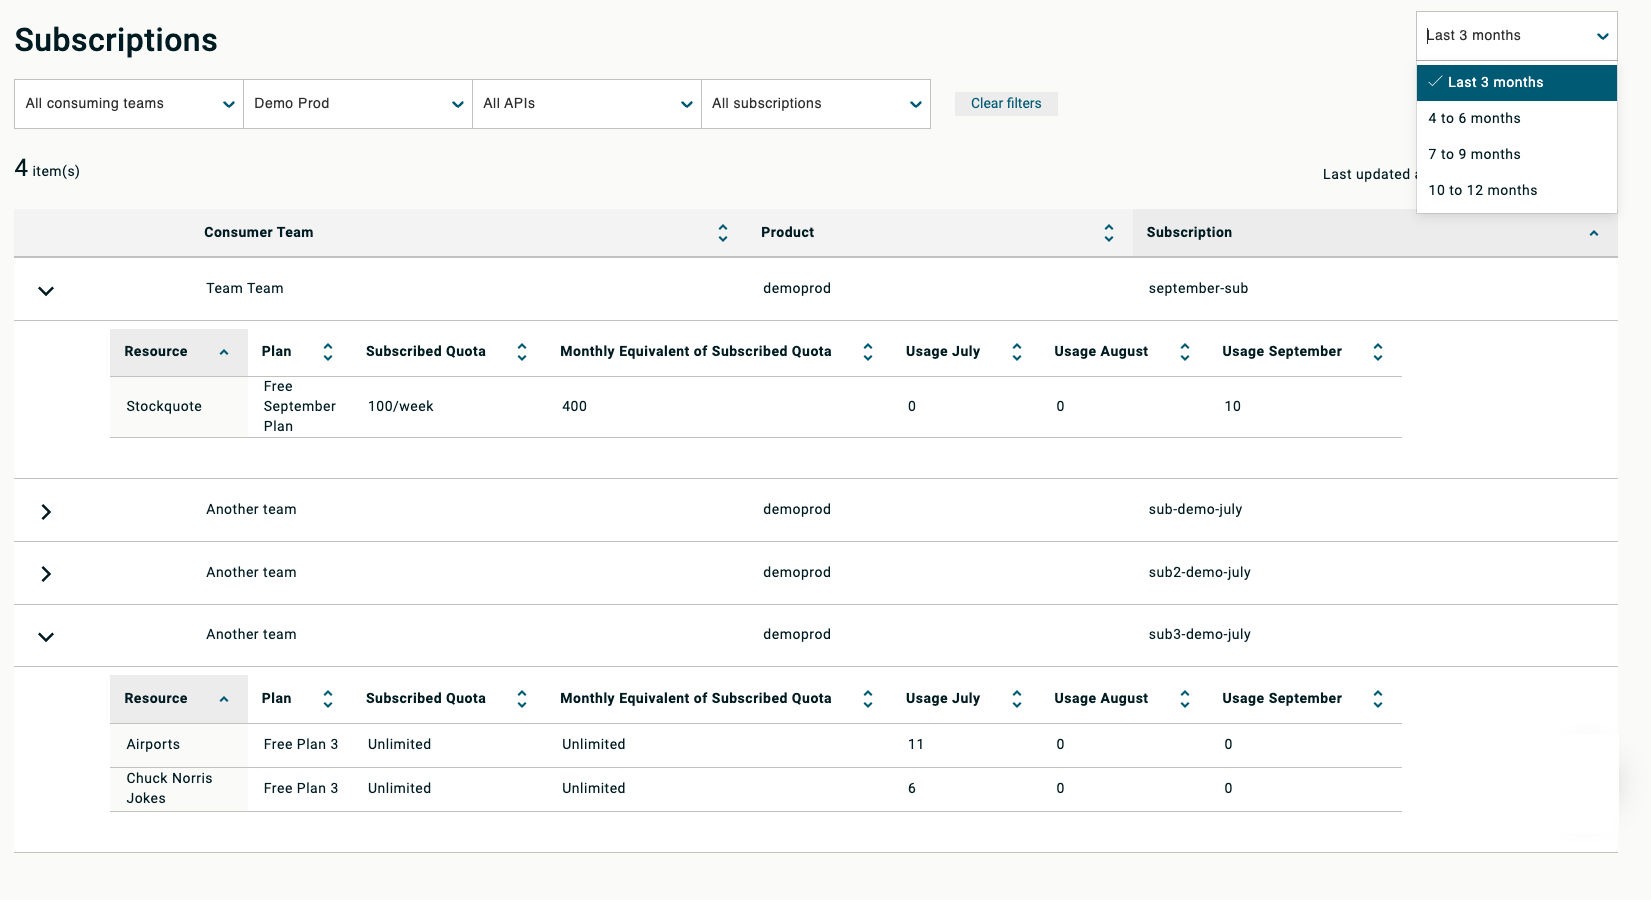 Subscriptions
Last 3 months
Last 3 months
4 to 6 months
7 to 9 months
10 to 12 months
All consuming teams
Demo Prod
All APIs
All subscriptions
Clear filters
4 item(s)
Last updated
Consumer Team
Product
Subscription
Team Team
demoprod
september-sub
Resource
Plan
Subscribed Quota
Monthly Equivalent of Subscribed Quota
Usage July
Usage August
Usage September
Stockquote
Free
September
Plan
100/week
400
0
0
10
Another team
demoprod
sub-demo-july
Another team
demoprod
sub2-demo-july
Another team
demoprod
sub3-demo-july
Resource
Plan
Subscribed Quota
Monthly Equivalent of Subscribed Quota
Usage July
Usage August
Usage September
Airports
Free Plan 3
Unlimited
Unlimited
11
0
0
Chuck Norris
Jokes
Free Plan 3
Unlimited
Unlimited
6
0
0